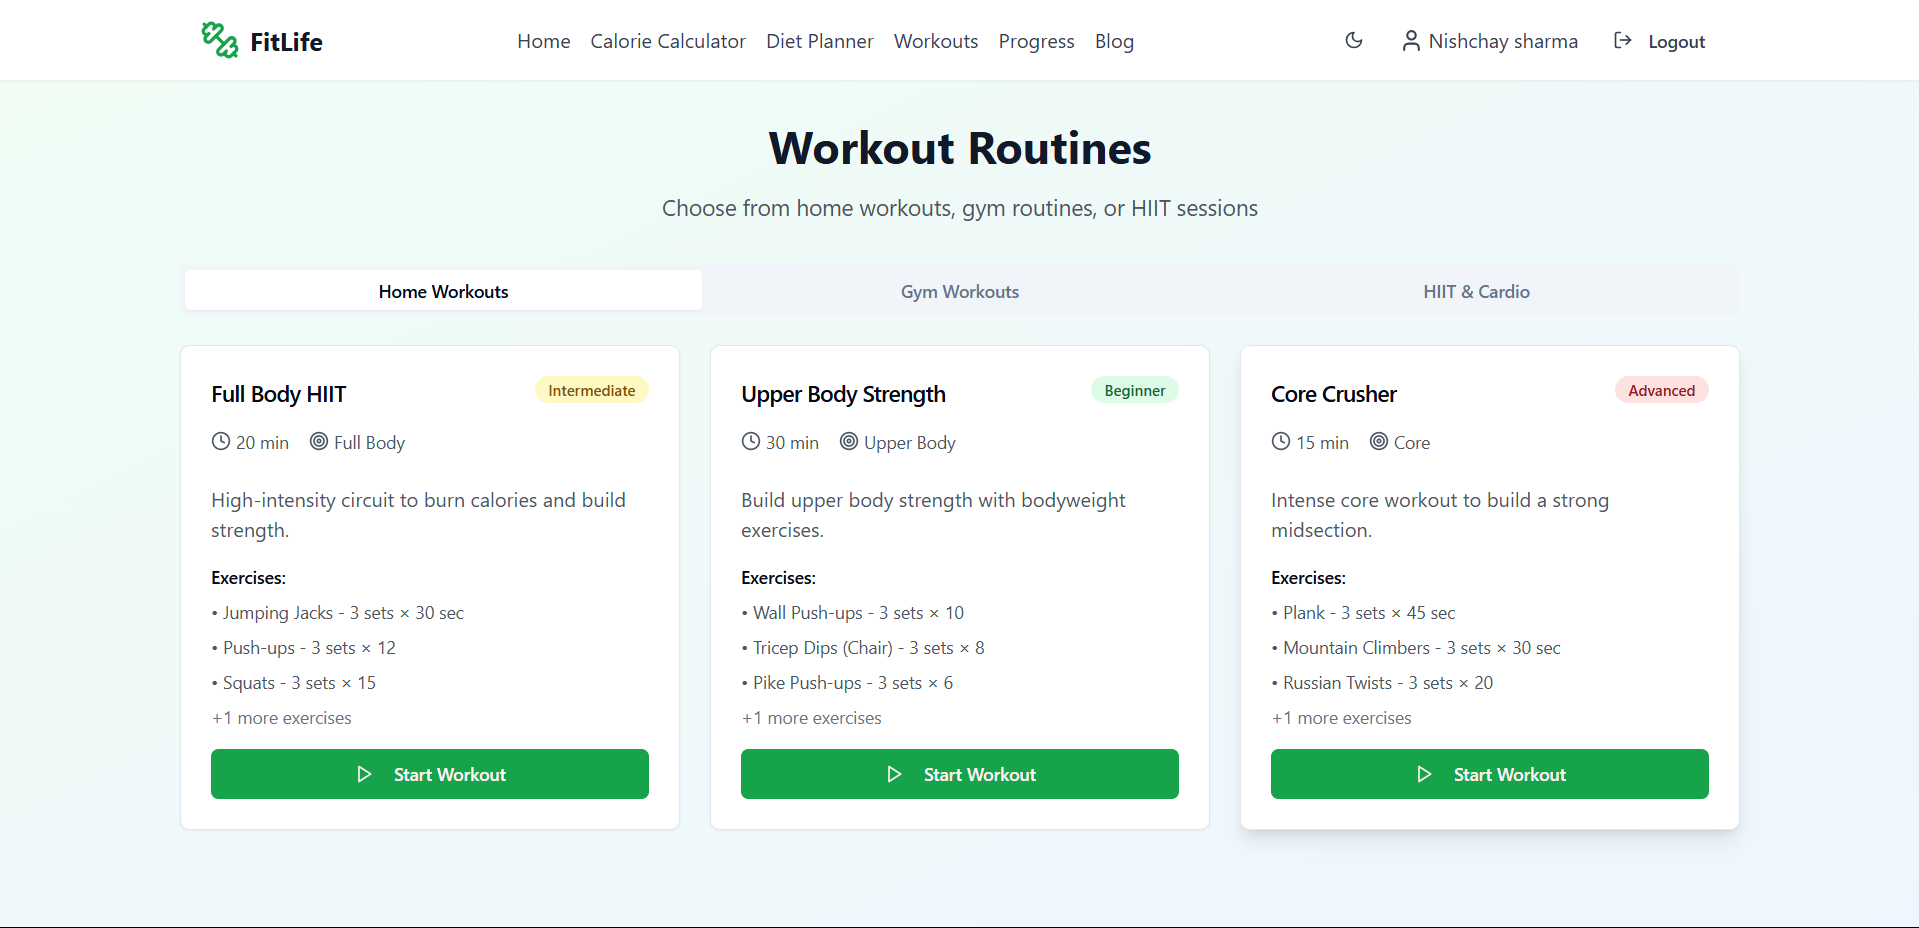 FitLife
Home Calorie Calculator Diet Planner Workouts Progress Blog
Nishchay sharma
Logout
Workout Routines
Choose from home workouts, gym routines, or HIIT sessions
Home Workouts
Gym Workouts
HIIT & Cardio
Full Body HIIT
Intermediate
20 min Full Body
High-intensity circuit to burn calories and build
strength.
Exercises:
• Jumping Jacks - 3 sets × 30 sec
• Push-ups - 3 sets × 12
• Squats - 3 sets × 15
+1 more exercises
Start Workout
Upper Body Strength
Beginner
30 min Upper Body
Build upper body strength with bodyweight
exercises.
Exercises:
• Wall Push-ups - 3 sets × 10
• Tricep Dips (Chair) - 3 sets × 8
• Pike Push-ups - 3 sets × 6
+1 more exercises
Start Workout
Core Crusher
Advanced
15 min Core
Intense core workout to build a strong
midsection.
Exercises:
• Plank - 3 sets × 45 sec
• Mountain Climbers - 3 sets × 30 sec
• Russian Twists - 3 sets × 20
+1 more exercises
Start Workout